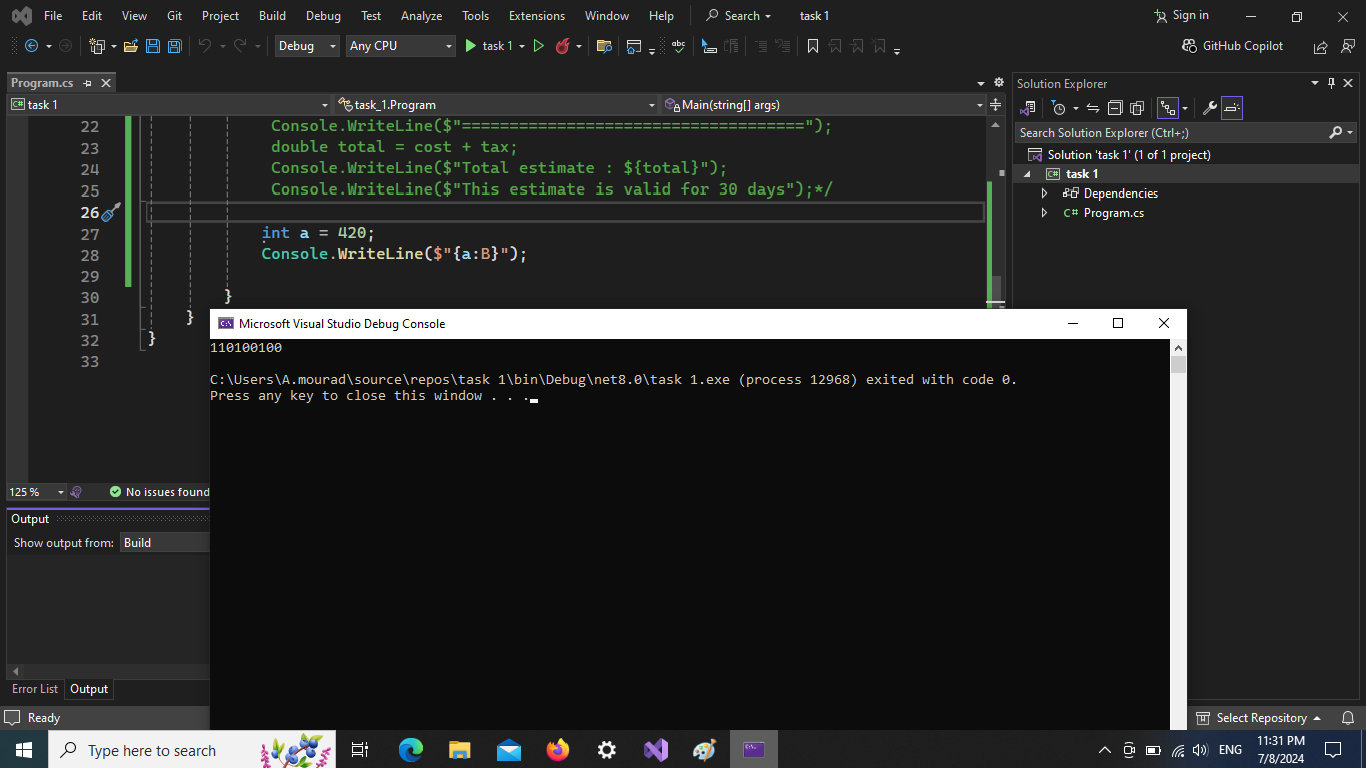 File Edit View Git Project Build Debug Test Analyze Tools Extensions Window Help Search task 1 Sign in
Debug Any CPU task 1 GitHub Copilot
Program.cs
C# task 1 task_1.Program Main(string[] args)
22 Console.WriteLine($"====================================");
23 double total = cost + tax;
24 Console.WriteLine($"Total estimate : ${total}");
25 Console.WriteLine($"This estimate is valid for 30 days");*/
26
27 int a = 420;
28 Console.WriteLine($"{a:B}");
29
30 }
31 }
32 }
33
125 % No issues found
Output
Show output from: Build
Error List Output
Ready
Microsoft Visual Studio Debug Console
110100100
C:\Users\A.mourad\source\repos\task 1\bin\Debug\net8.0\task 1.exe (process 12968) exited with code 0.
Press any key to close this window . . .
Solution Explorer
Search Solution Explorer (Ctrl+;)
Solution 'task 1' (1 of 1 project)
C# task 1
Dependencies
C# Program.cs
Select Repository
Type here to search
ENG
11:31 PM
7/8/2024